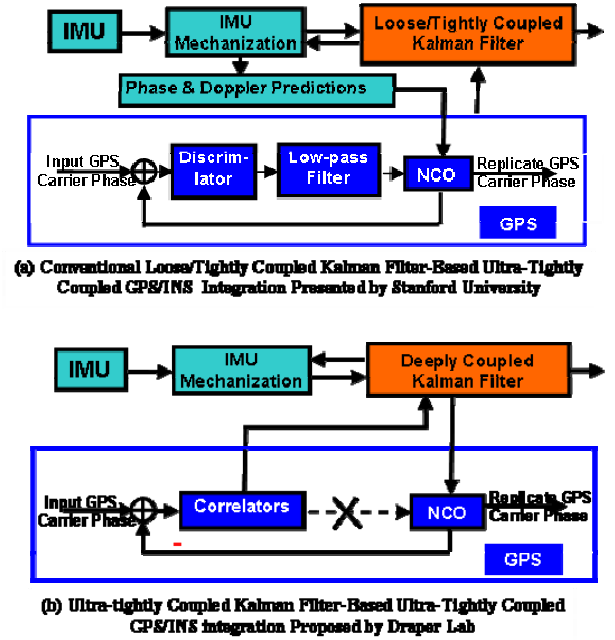 IMU
IMU
Mechanization
Loose/Tightly Coupled
Kalman Filter
Phase & Doppler Predictions
Input GPS
Carrier Phase
Discrim-
lator
Low-pass
Filter
NCO
Replicate GPS
Carrier Phase
GPS
(a) Conventional Loose/Tightly Coupled Kalman Filter-Based Ultra-Tightly
Coupled GPS/INS Integration Presented by Stanford University
IMU
IMU
Mechanization
Deeply Coupled
Kalman Filter
Input GPS
Carrier Phase
Correlators
NCO
Replicate GPS
Carrier Phase
GPS
(b) Ultra-tightly Coupled Kalman Filter-Based Ultra-Tightly Coupled
GPS/INS integration Proposed by Draper Lab